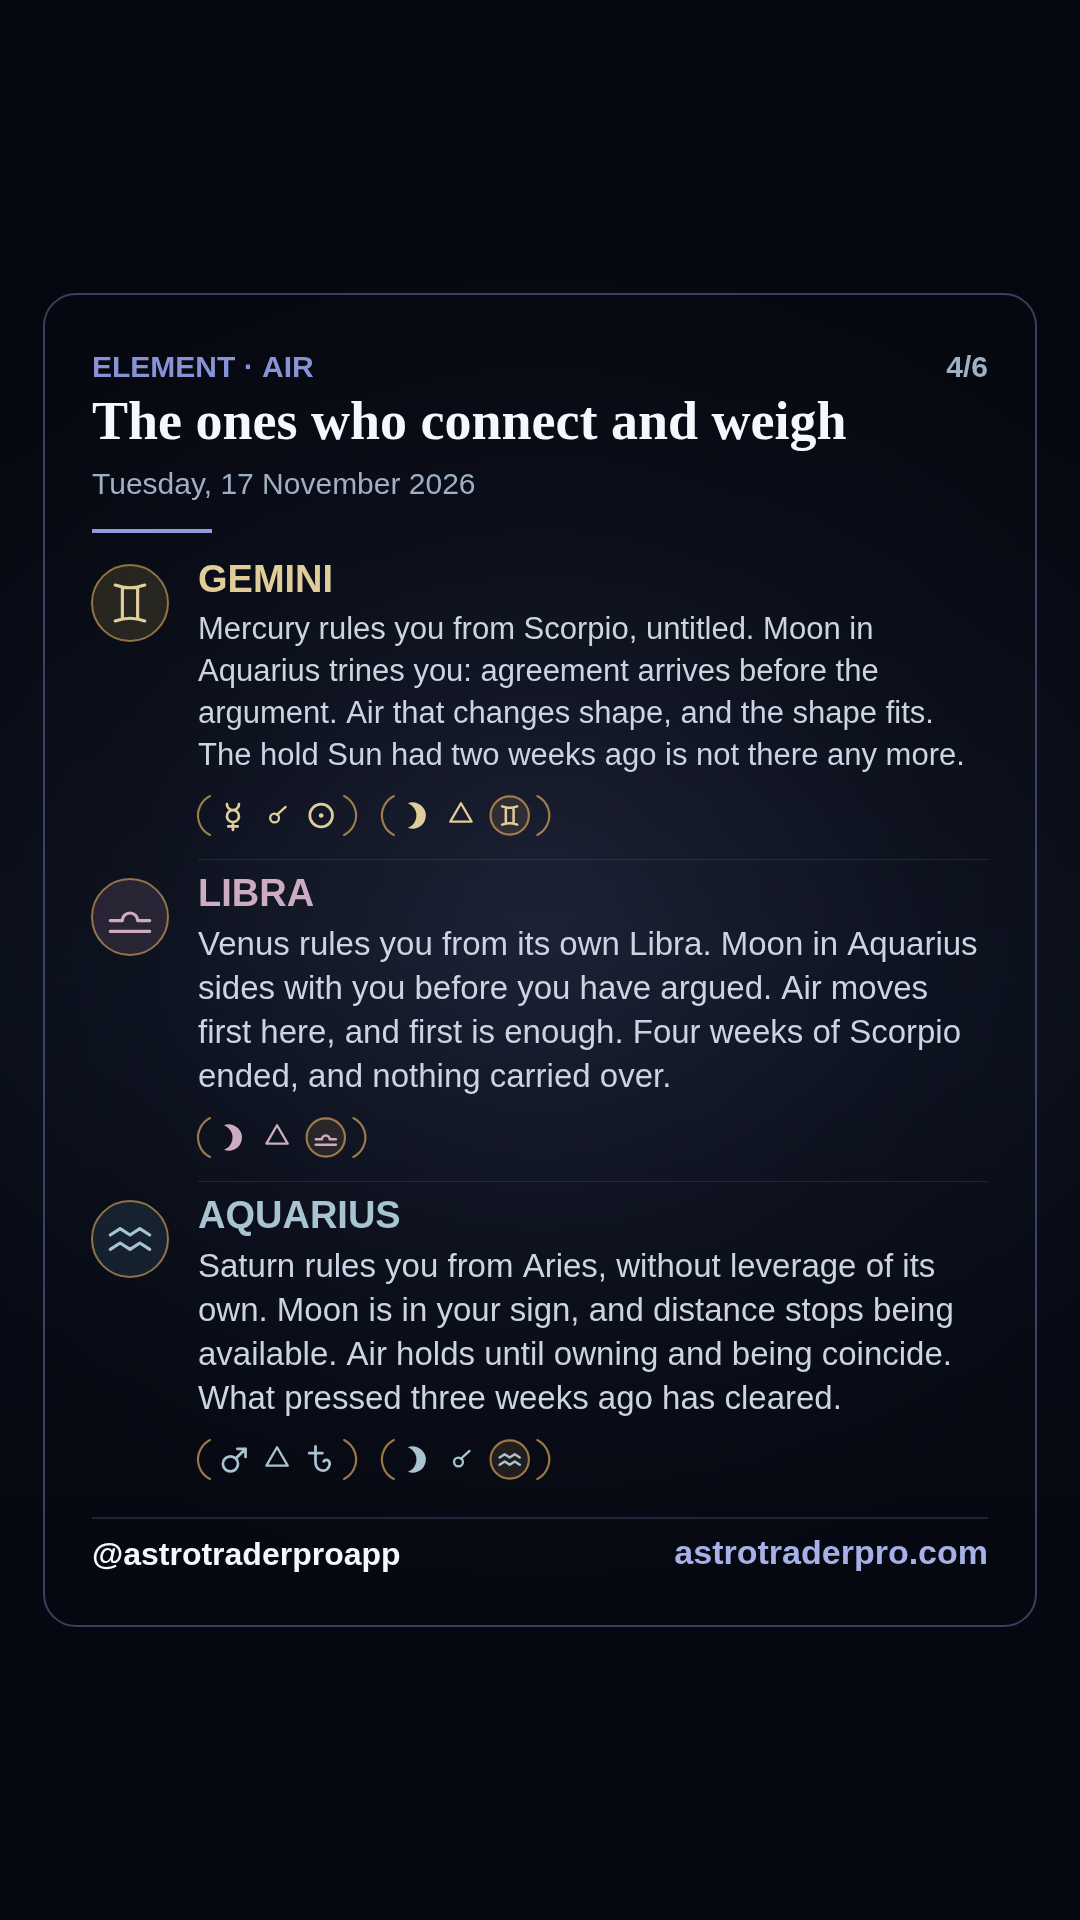 ELEMENT · AIR
4/6
The ones who connect and weigh
Tuesday, 17 November 2026
GEMINI
Mercury rules you from Scorpio, untitled. Moon in
Aquarius trines you: agreement arrives before the
argument. Air that changes shape, and the shape fits.
The hold Sun had two weeks ago is not there any more.
LIBRA
Venus rules you from its own Libra. Moon in Aquarius
sides with you before you have argued. Air moves
first here, and first is enough. Four weeks of Scorpio
ended, and nothing carried over.
AQUARIUS
Saturn rules you from Aries, without leverage of its
own. Moon is in your sign, and distance stops being
available. Air holds until owning and being coincide.
What pressed three weeks ago has cleared.
@astrotraderproapp
astrotraderpro.com